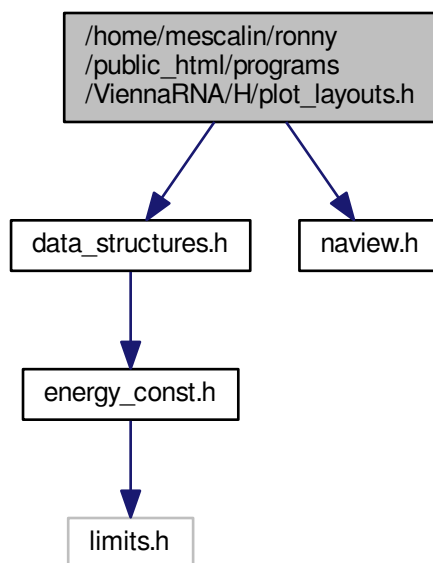 /home/mescalin/ronny
/public_html/programs
/ViennaRNA/H/plot_layouts.h
data_structures.h
naview.h
energy_const.h
limits.h